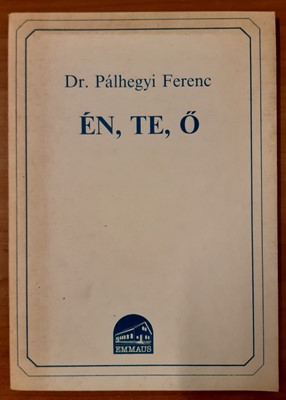 Dr. Pálhegyi Ferenc
ÉN, TE, Ő
EMMAUS